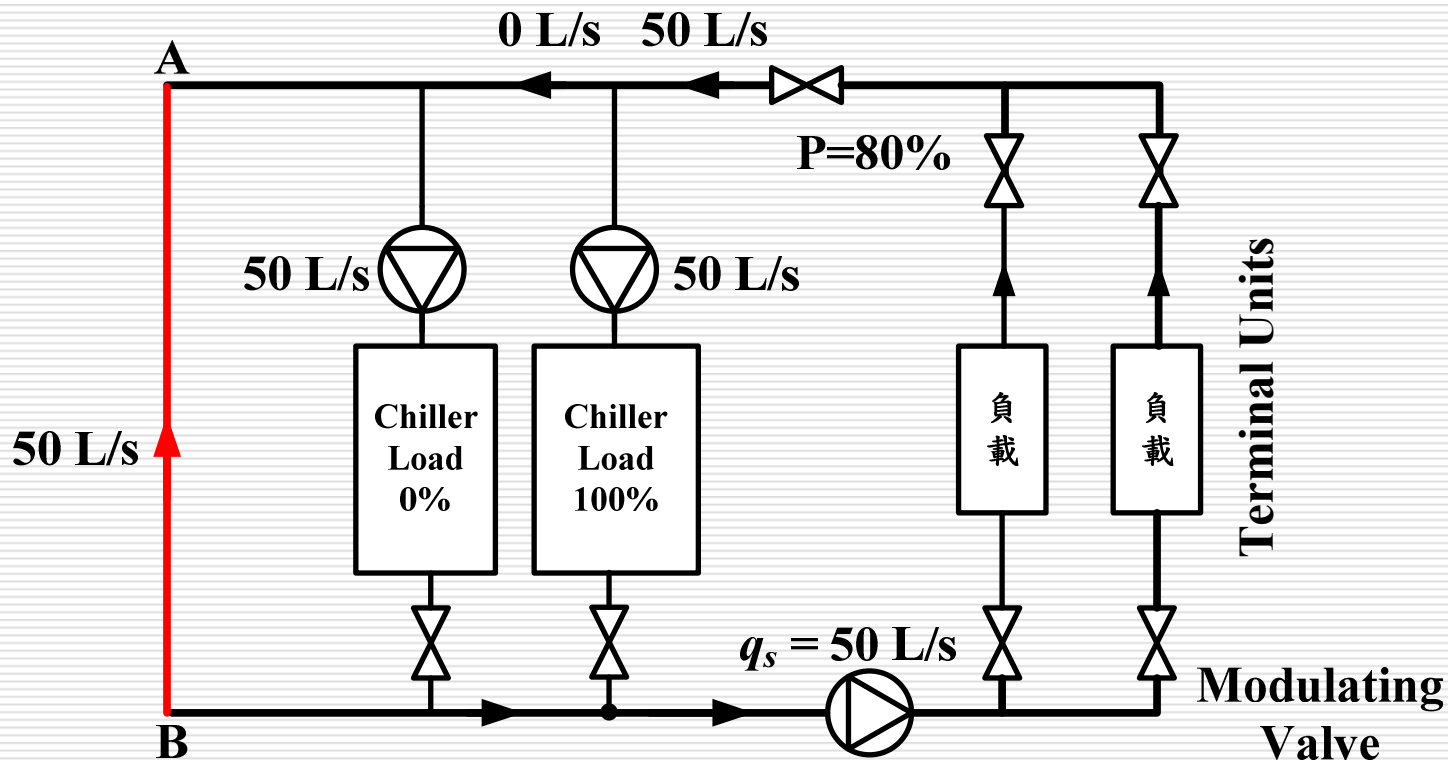 0 L/s
50 L/s
A
P=80%
50 L/s
50 L/s
Chiller
Load
0%
Chiller
Load
100%
負
載
負
載
Terminal Units
50 L/s
qs = 50 L/s
Modulating
Valve
B